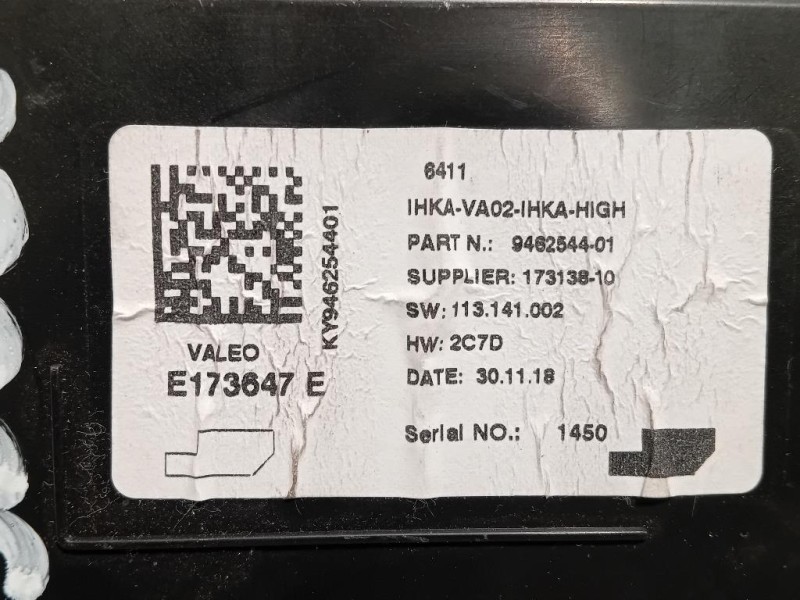 6411
IHKA-VA02-IHKA-HIGH
PART N.: 9462544-01
SUPPLIER: 173138-10
SW: 113.141.002
HW: 2C7D
DATE: 30.11.18
Serial NO.: 1450
KY946254401
VALEO
E173647 E